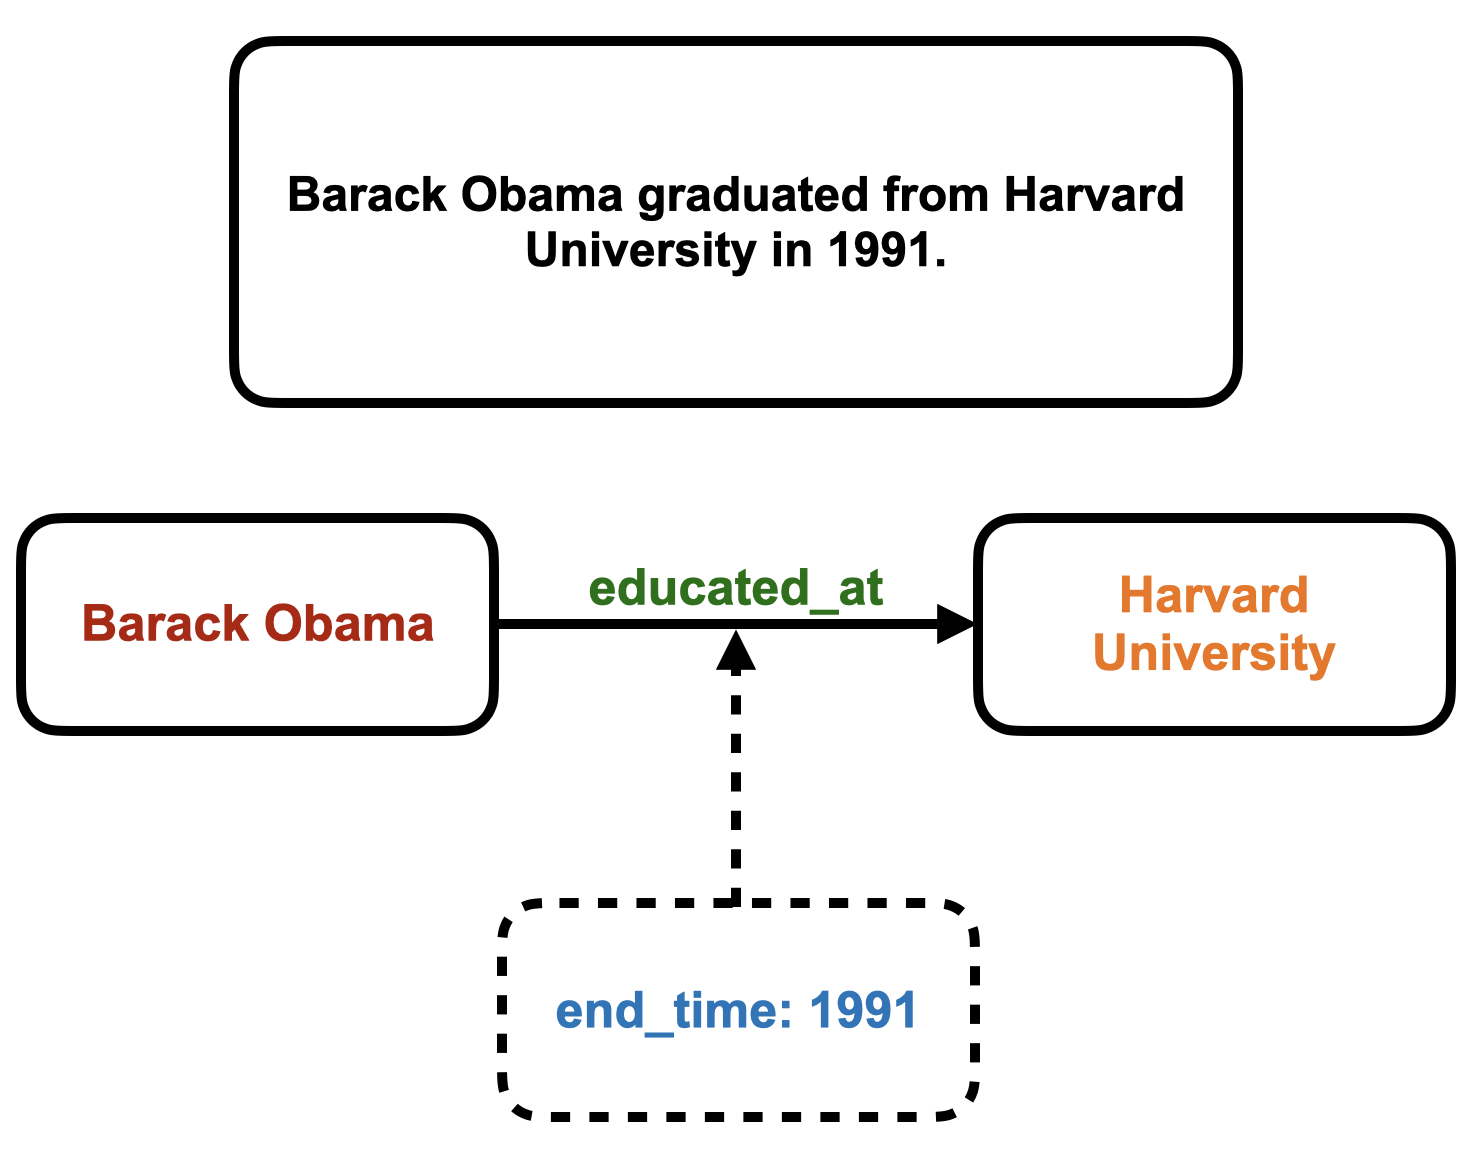 Barack Obama graduated from Harvard
University in 1991.
Barack Obama
educated_at
Harvard
University
end_time: 1991